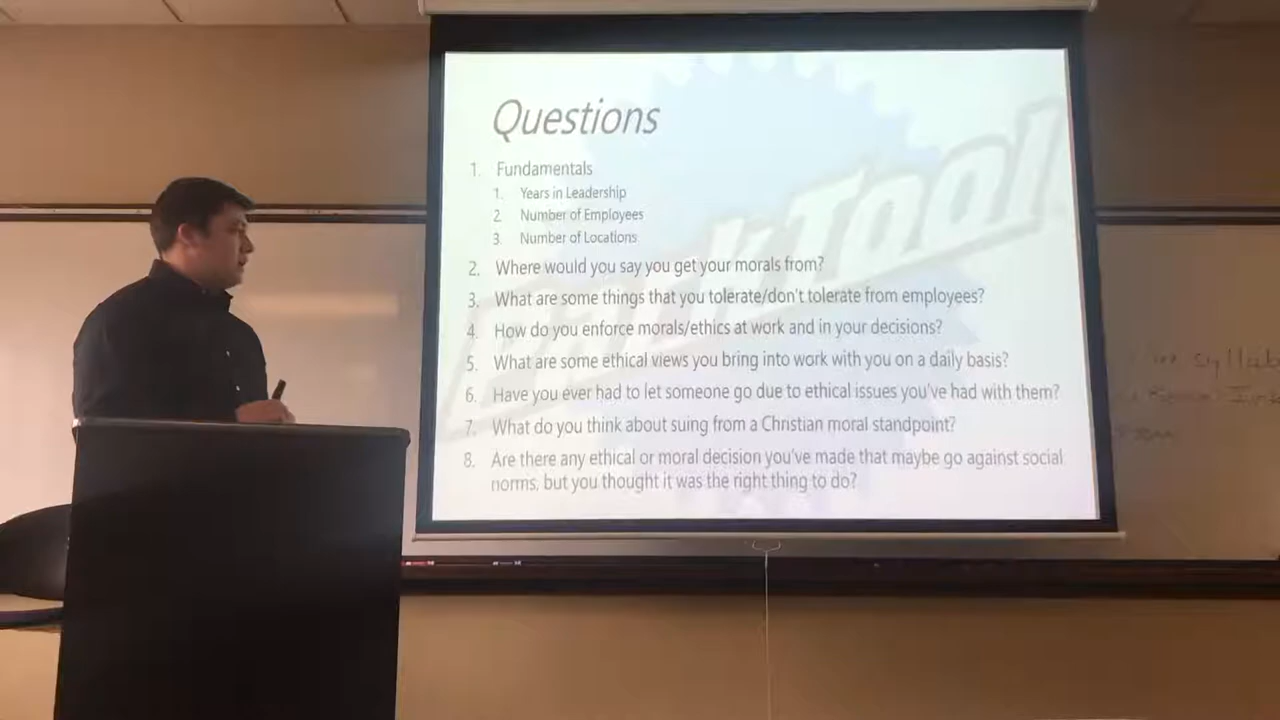 Questions
1. Fundamentals
1. Years in Leadership
2. Number of Employees
3. Number of Locations
2. Where would you say you get your morals from?
3. What are some things that you tolerate/don't tolerate from employees?
4. How do you enforce morals/ethics at work and in your decisions?
5. What are some ethical views you bring into work with you on a daily basis?
6. Have you ever had to let someone go due to ethical issues you've had with them?
7. What do you think about suing from a Christian moral standpoint?
8. Are there any ethical or moral decision you've made that maybe go against social
norms, but you thought it was the right thing to do?
Tool
syllab